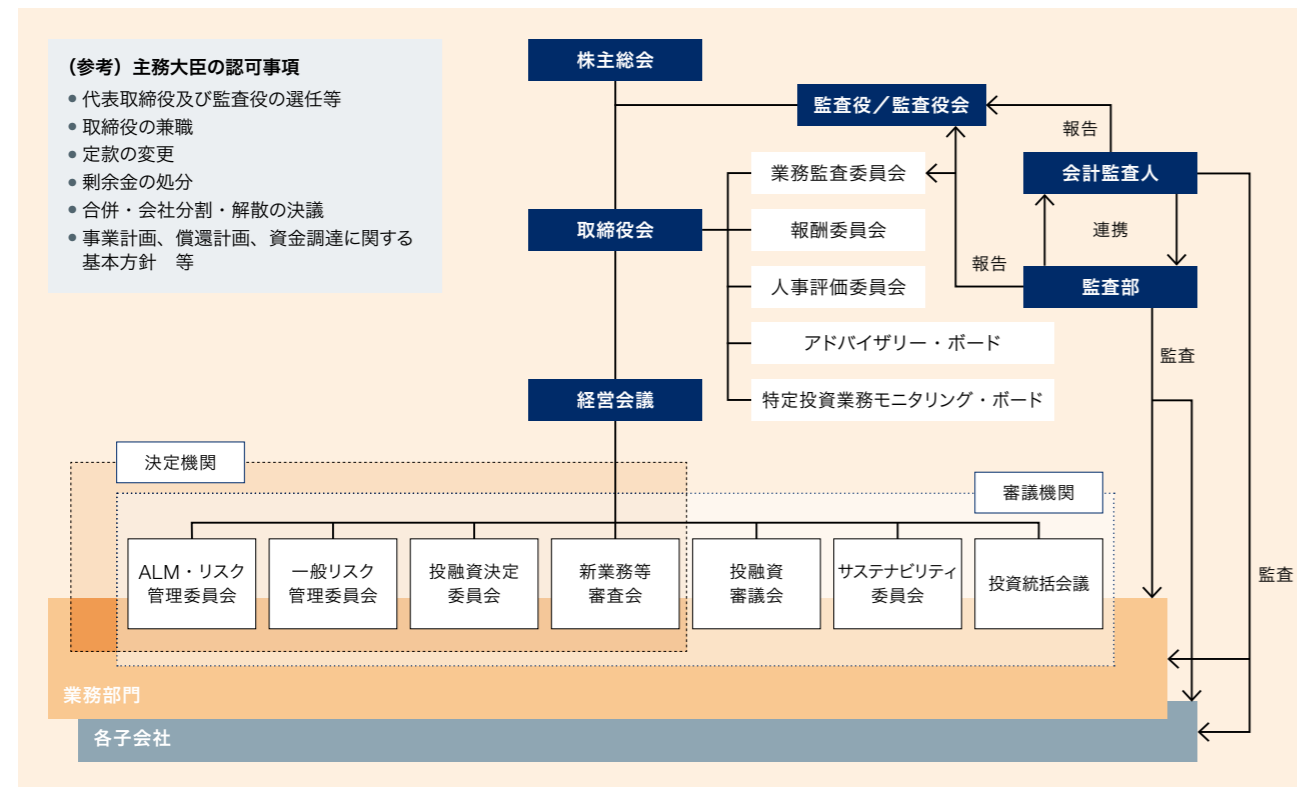 （参考）主務大臣の認可事項
● 代表取締役及び監査役の選任等
● 取締役の兼職
● 定款の変更
● 剰余金の処分
● 合併・会社分割・解散の決議
● 事業計画、償還計画、資金調達に関する
基本方針　等
株主総会
監査役／監査役会
報告
業務監査委員会
会計監査人
取締役会
報酬委員会
連携
報告
人事評価委員会
監査部
アドバイザリー・ボード
監査
経営会議
特定投資業務モニタリング・ボード
決定機関
審議機関
ALM・リスク
管理委員会
一般リスク
管理委員会
投融資決定
委員会
新業務等
審査会
投融資
審議会
サステナビリティ
委員会
投資統括会議
監査
業務部門
各子会社